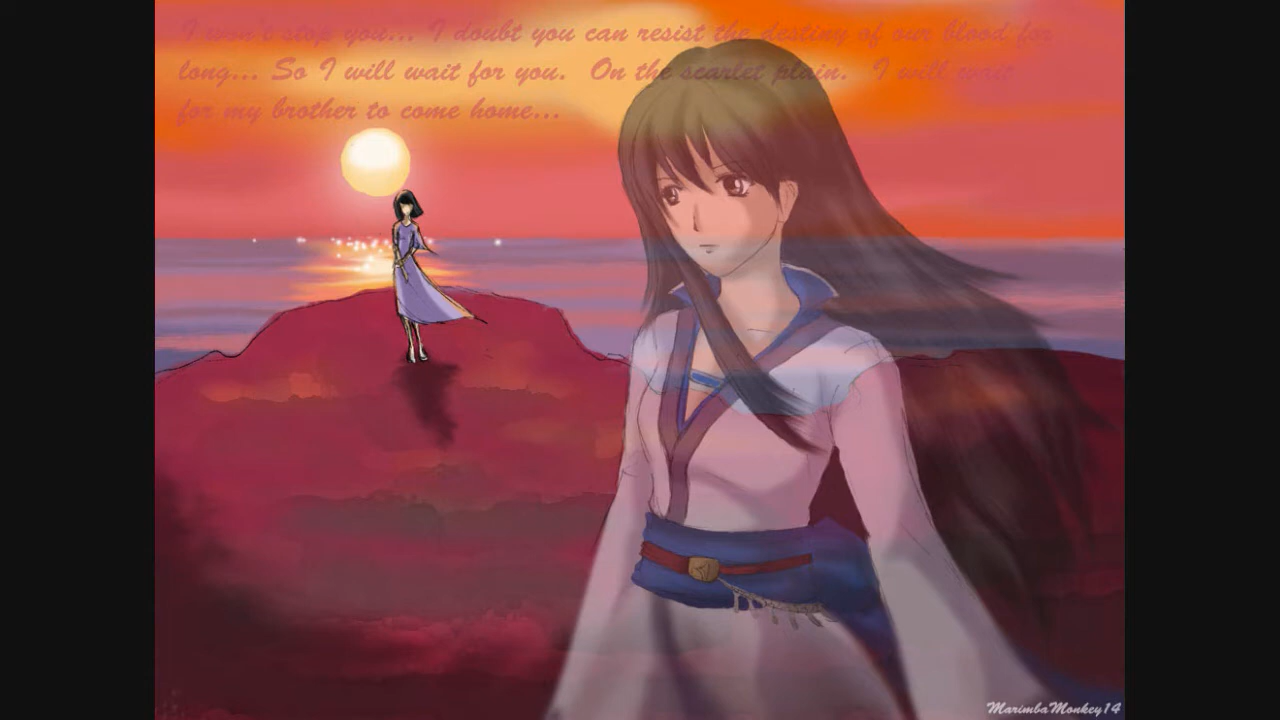 I won't stop you... I doubt you can resist the destiny of our blood for
long... So I will wait for you. On the scarlet plain. I will wait
for my brother to come home...
MarimbaMonkey14